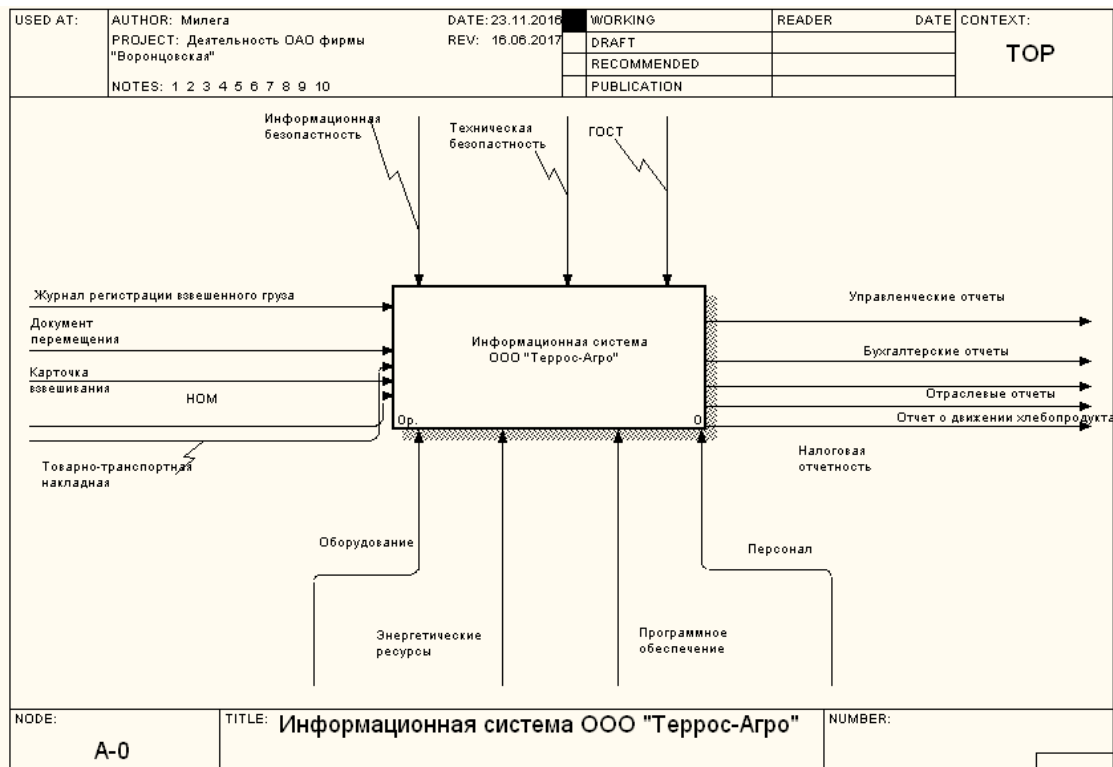 USED AT:
AUTHOR: Милега
DATE: 23.11.2016
WORKING
READER
DATE
CONTEXT:
PROJECT: Деятельность ОАО фирмы
REV: 16.06.2017
DRAFT
TOP
"Воронцовская"
RECOMMENDED
NOTES: 1 2 3 4 5 6 7 8 9 10
PUBLICATION
Информационная
безопастность
Техническая
безопастность
ГОСТ
Журнал регистрации взвешенного груза
Документ
перемещения
Карточка
взвешивания
НОМ
Товарно-транспортная
накладная
Информационная система
ООО "Террос-Агро"
0р.
0
Управленческие отчеты
Бухгалтерские отчеты
Отраслевые отчеты
Отчет о движении хлебопродукта
Налоговая
отчетность
Оборудование
Персонал
Энергетические
ресурсы
Программное
обеспечение
NODE:
TITLE:
Информационная система ООО "Террос-Агро"
NUMBER:
A-0